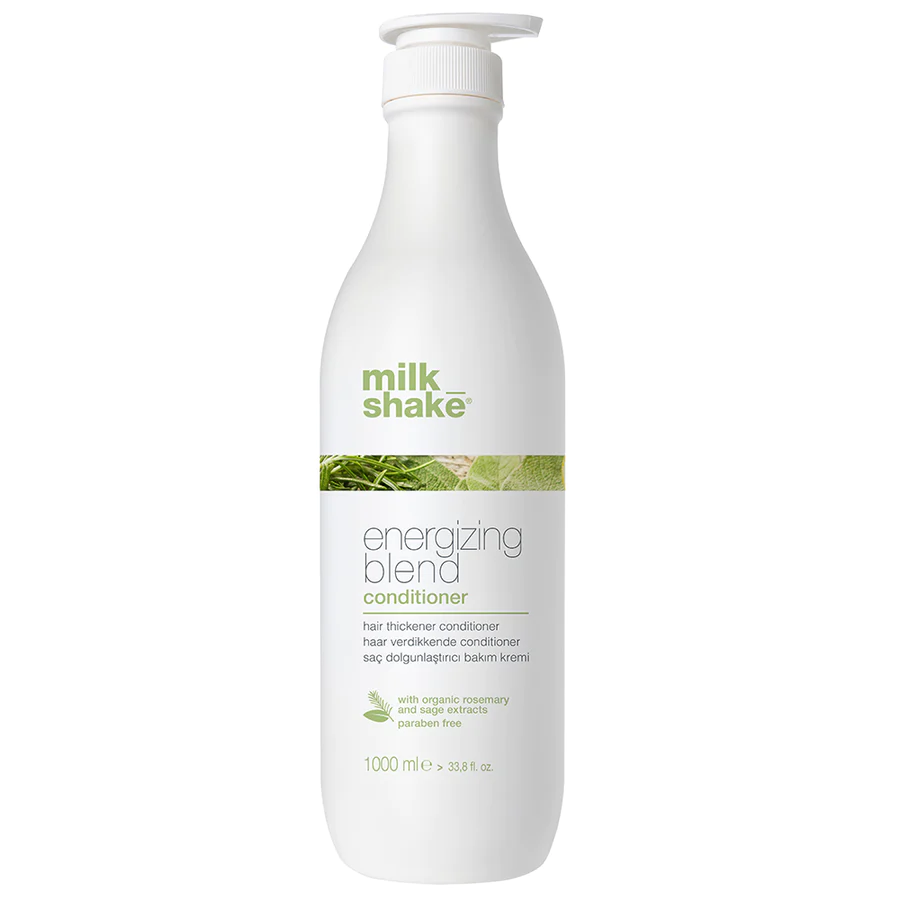 milk_
shake®
energizing
blend
conditioner
hair thickener conditioner
haar verdikkende conditioner
saç dolgunlaştırıcı bakım kremi
with organic rosemary
and sage extracts
paraben free
1000 ml ℮ > 33,8 fl. oz.